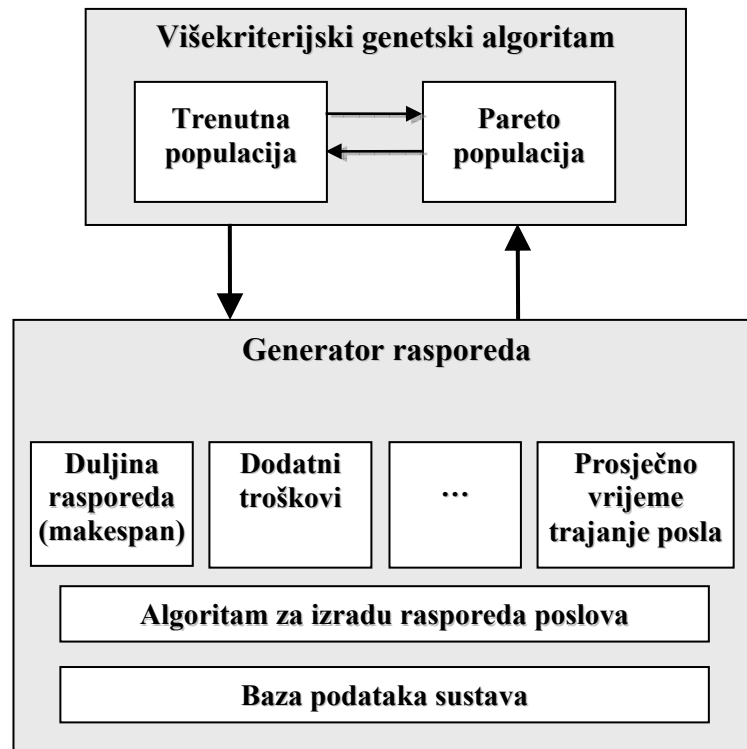 Višekriterijski genetski algoritam
Trenutna
populacija
Pareto
populacija
Generator rasporeda
Duljina
rasporeda
(makespan)
Dodatni
troškovi
...
Prosječno
vrijeme
trajanje posla
Algoritam za izradu rasporeda poslova
Baza podataka sustava